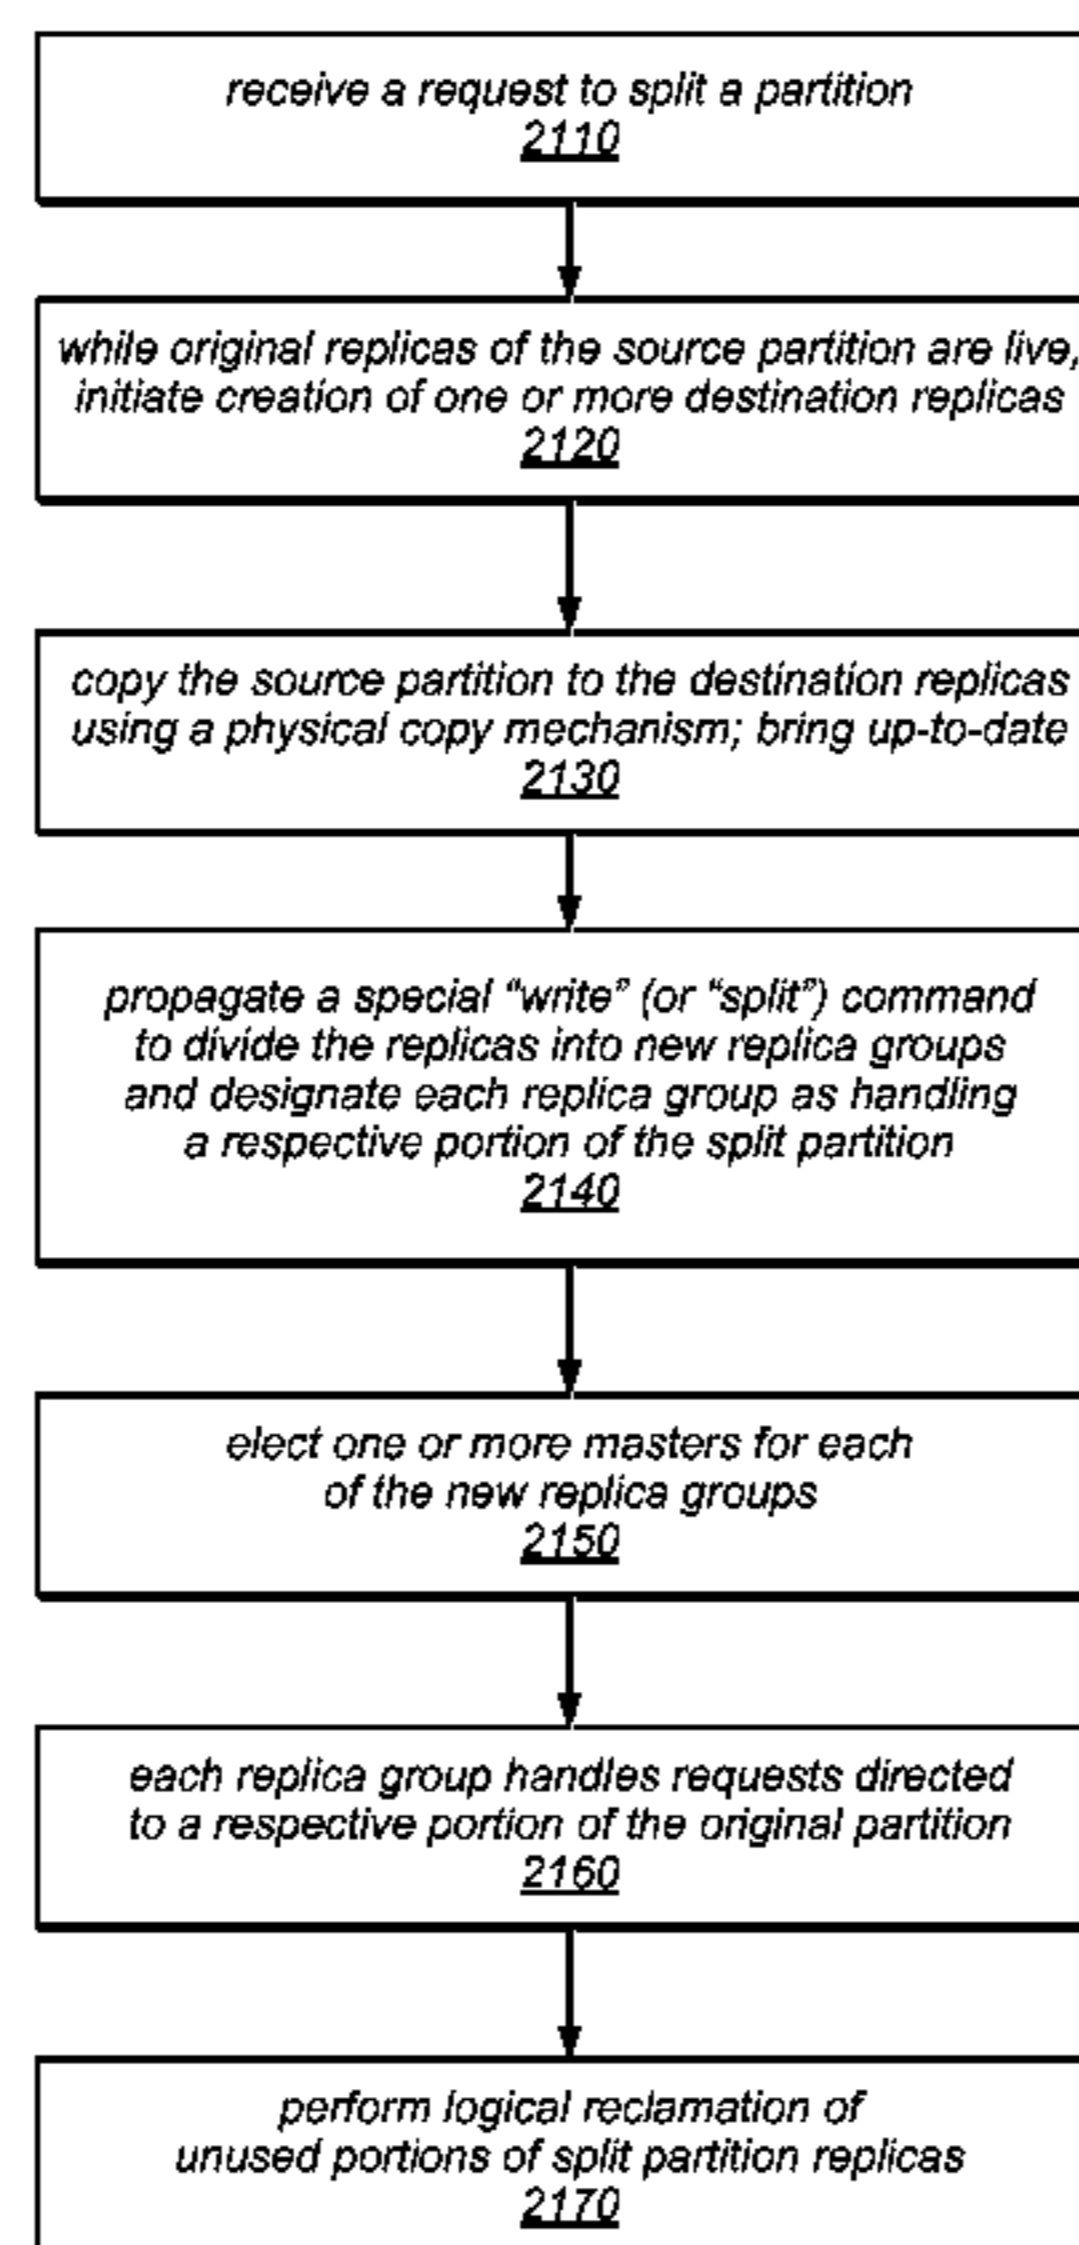 receive a request to split a partition
2110
while original replicas of the source partition are live,
initiate creation of one or more destination replicas
2120
copy the source partition to the destination replicas
using a physical copy mechanism; bring up-to-date
2130
propagate a special “write” (or “split”) command
to divide the replicas into new replica groups
and designate each replica group as handling
a respective portion of the split partition
2140
elect one or more masters for each
of the new replica groups
2150
each replica group handles requests directed
to a respective portion of the original partition
2160
perform logical reclamation of
unused portions of split partition replicas
2170